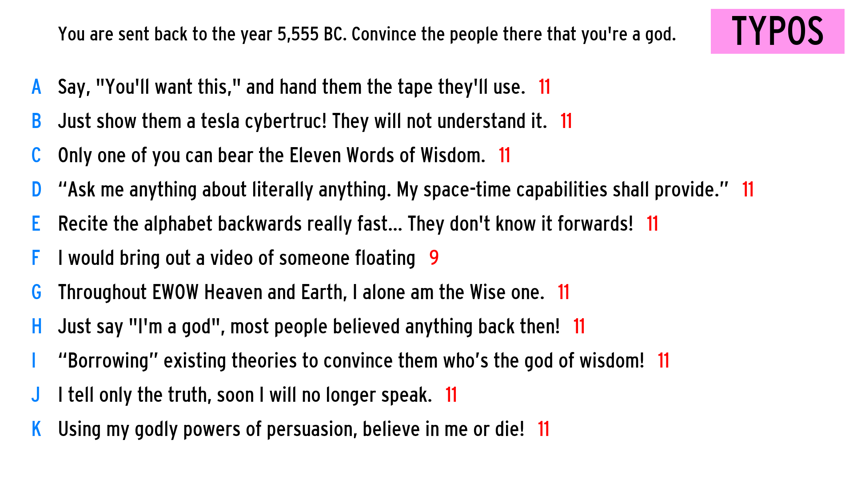 You are sent back to the year 5,555 BC. Convince the people there that you're a god.
TYPOS
A Say, "You'll want this," and hand them the tape they'll use. 11
B Just show them a tesla cybertruc! They will not understand it. 11
C Only one of you can bear the Eleven Words of Wisdom. 11
D “Ask me anything about literally anything. My space-time capabilities shall provide.” 11
E Recite the alphabet backwards really fast... They don't know it forwards! 11
F I would bring out a video of someone floating 9
G Throughout EWOW Heaven and Earth, I alone am the Wise one. 11
H Just say "I'm a god", most people believed anything back then! 11
I “Borrowing” existing theories to convince them who’s the god of wisdom! 11
J I tell only the truth, soon I will no longer speak. 11
K Using my godly powers of persuasion, believe in me or die! 11